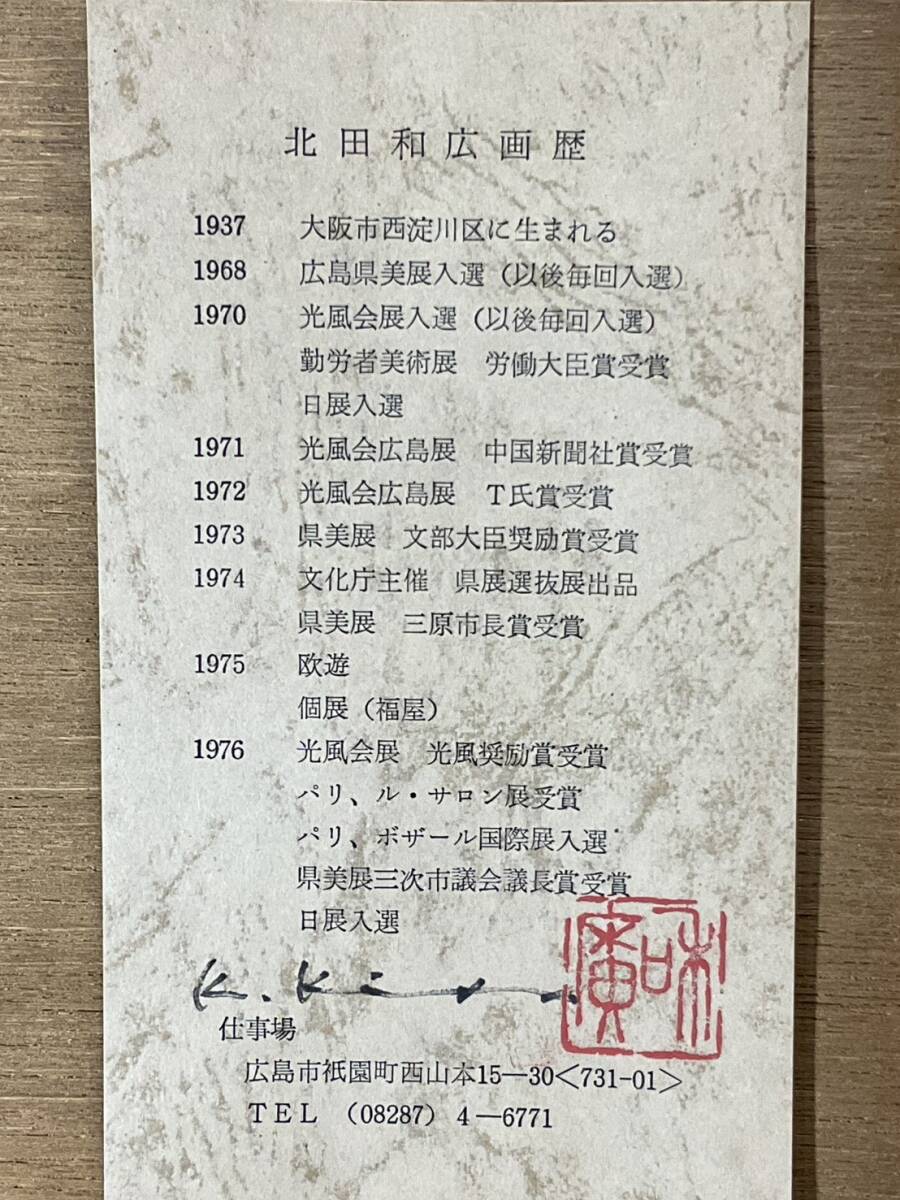 北田和広画歴
1937 大阪市西淀川区に生まれる
1968 広島県美展入選（以後毎回入選）
1970 光風会展入選（以後毎回入選）
勤労者美術展 労働大臣賞受賞
日展入選
1971 光風会広島展 中国新聞社賞受賞
1972 光風会広島展 T氏賞受賞
1973 県美展 文部大臣奨励賞受賞
1974 文化庁主催 県展選抜展出品
県美展 三原市長賞受賞
1975 欧遊
個展（福屋）
1976 光風会展 光風奨励賞受賞
パリ、ル・サロン展受賞
パリ、ボザール国際展入選
県美展三次市議会議長賞受賞
日展入選
K.
和廣
仕事場
広島市祇園町西山本15—30<731-01>
TEL （08287）4—6771